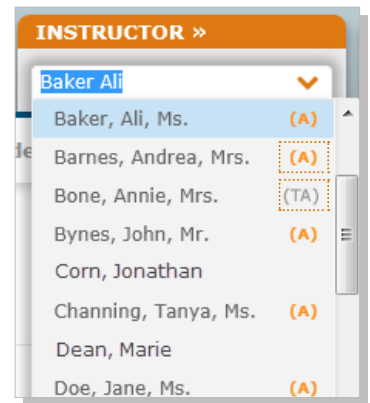 INSTRUCTOR »
Baker Ali
Baker, Ali, Ms. (A)
Barnes, Andrea, Mrs. (A)
Bone, Annie, Mrs. (TA)
Bynes, John, Mr. (A)
Corn, Jonathan
Channing, Tanya, Ms. (A)
Dean, Marie
Doe, Jane, Ms. (A)